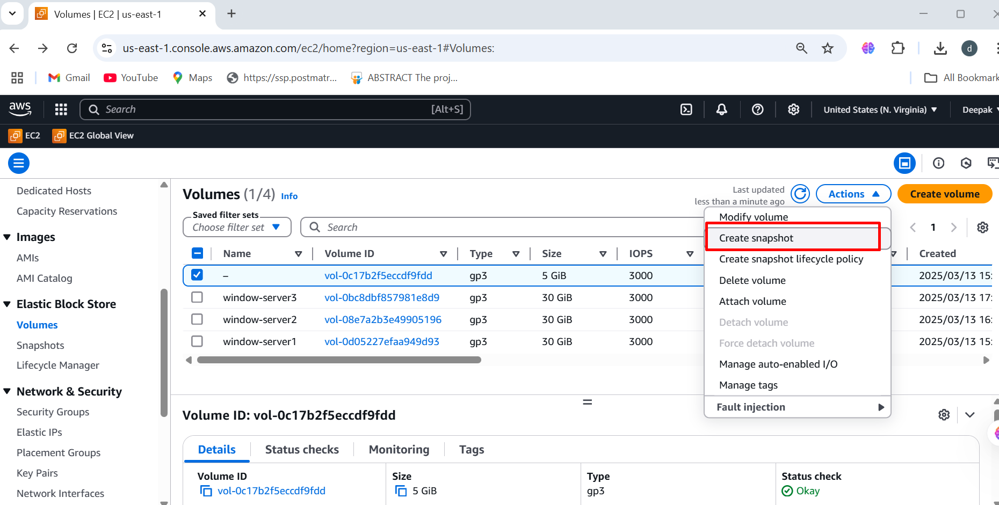 Volumes | EC2 | us-east-1
us-east-1.console.aws.amazon.com/ec2/home?region=us-east-1#Volumes:
d
Gmail
YouTube
Maps
https://ssp.postmatr...
ABSTRACT The proj...
All Bookmark
aws
Search
[Alt+S]
United States (N. Virginia)
Deepak
EC2
EC2 Global View
Dedicated Hosts
Capacity Reservations
Images
AMIs
AMI Catalog
Elastic Block Store
Volumes
Snapshots
Lifecycle Manager
Network & Security
Security Groups
Elastic IPs
Placement Groups
Key Pairs
Network Interfaces
Volumes (1/4) Info
Last updated
less than a minute ago
Actions
Create volume
Saved filter sets
Choose filter set
Search
1
Name Volume ID Type Size IOPS Created
– vol-0c17b2f5eccdf9fdd gp3 5 GiB 3000 2025/03/13 15:
window-server3 vol-0bc8dbf857981e8d9 gp3 30 GiB 3000 2025/03/13 17:
window-server2 vol-08e7a2b3e49905196 gp3 30 GiB 3000 2025/03/13 16:
window-server1 vol-0d05227efaa949d93 gp3 30 GiB 3000 2025/03/13 15:
Modify volume
Create snapshot
Create snapshot lifecycle policy
Delete volume
Attach volume
Detach volume
Force detach volume
Manage auto-enabled I/O
Manage tags
Fault injection
Volume ID: vol-0c17b2f5eccdf9fdd
Details
Status checks
Monitoring
Tags
Volume ID
vol-0c17b2f5eccdf9fdd
Size
5 GiB
Type
gp3
Status check
Okay